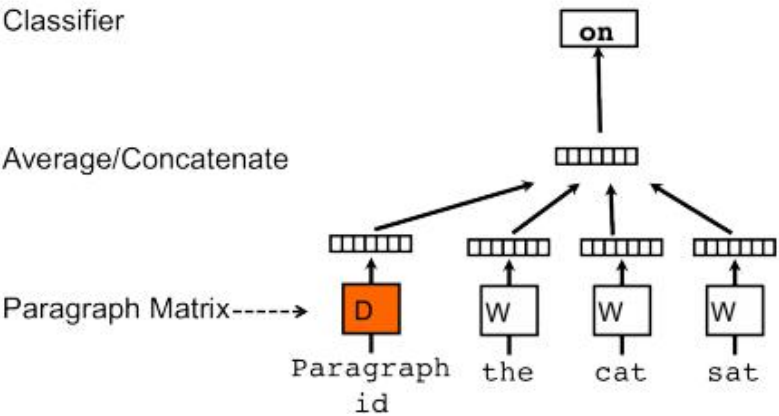 Classifier
on
Average/Concatenate
Paragraph Matrix
D
W
W
W
Paragraph
id
the
cat
sat